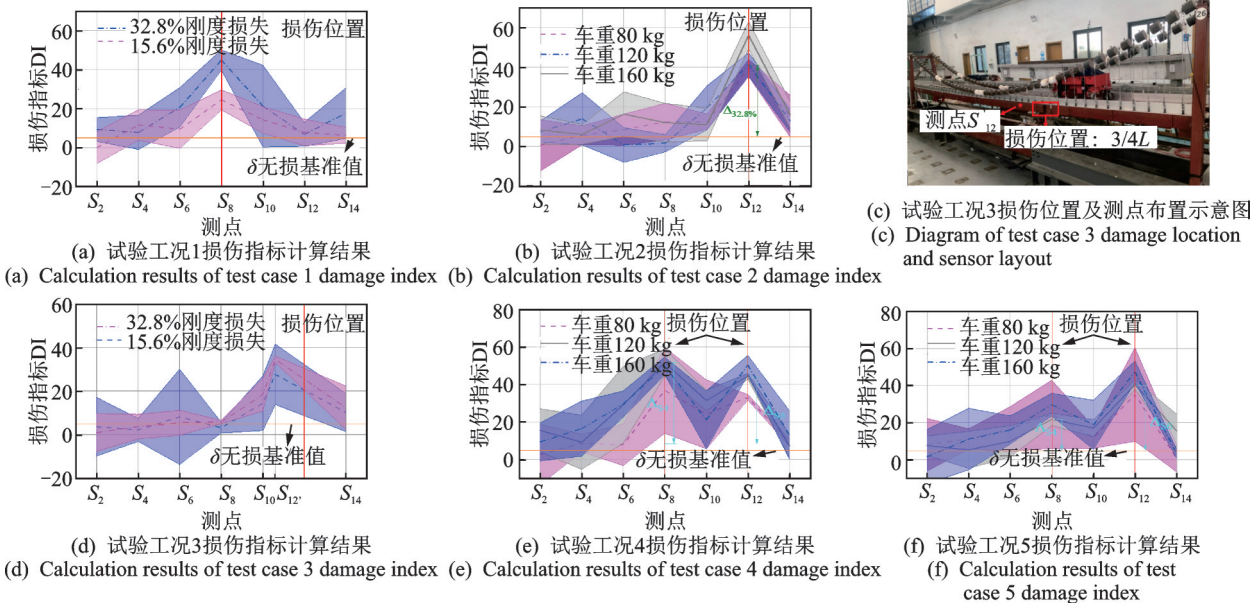 60
40
20
0
−20
损伤指标DI
32.8%刚度损失
15.6%刚度损失
损伤位置
δ无损基准值
S2 S4 S6 S8 S10 S12 S14
测点
(a) 试验工况1损伤指标计算结果
(a) Calculation results of test case 1 damage index
60
40
20
0
−20
损伤指标DI
车重80 kg
车重120 kg
车重160 kg
损伤位置
Δ32.8%
δ无损基准值
S2 S4 S6 S8 S10 S12 S14
测点
(b) 试验工况2损伤指标计算结果
(b) Calculation results of test case 2 damage index
测点S12
损伤位置：3/4L
(c) 试验工况3损伤位置及测点布置示意图
(c) Diagram of test case 3 damage location
and sensor layout
60
40
20
0
−20
损伤指标DI
32.8%刚度损失
15.6%刚度损失
损伤位置
δ无损基准值
S2 S4 S6 S8 S10 S12' S14
测点
(d) 试验工况3损伤指标计算结果
(d) Calculation results of test case 3 damage index
80
60
40
20
0
损伤指标DI
车重80 kg
车重120 kg
车重160 kg
损伤位置
δ无损基准值
S2 S4 S6 S8 S10 S12 S14
测点
(e) 试验工况4损伤指标计算结果
(e) Calculation results of test case 4 damage index
80
60
40
20
0
损伤指标DI
车重80 kg
车重120 kg
车重160 kg
损伤位置
δ无损基准值
S2 S4 S6 S8 S10 S12 S14
测点
(f) 试验工况5损伤指标计算结果
(f) Calculation results of test
case 5 damage index